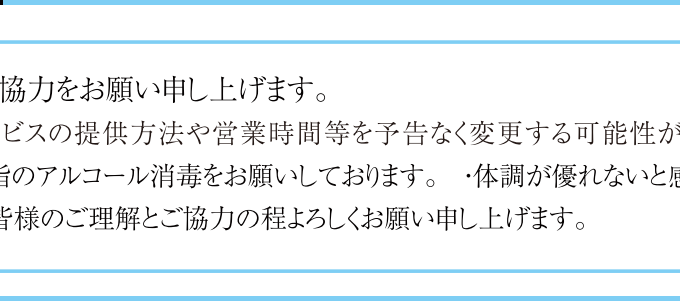 協力をお願い申し上げます。
ビスの提供方法や営業時間等を予告なく変更する可能性が
指のアルコール消毒をお願いしております。 ・体調が優れないと感
皆様のご理解とご協力の程よろしくお願い申し上げます。